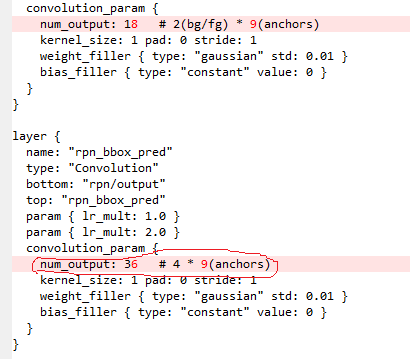 convolution_param {
num_output: 18   # 2(bg/fg) * 9(anchors)
kernel_size: 1 pad: 0 stride: 1
weight_filler { type: "gaussian" std: 0.01 }
bias_filler { type: "constant" value: 0 }
}
}
layer {
name: "rpn_bbox_pred"
type: "Convolution"
bottom: "rpn/output"
top: "rpn_bbox_pred"
param { lr_mult: 1.0 }
param { lr_mult: 2.0 }
convolution_param {
num_output: 36   # 4 * 9(anchors)
kernel_size: 1 pad: 0 stride: 1
weight_filler { type: "gaussian" std: 0.01 }
bias_filler { type: "constant" value: 0 }
}
}